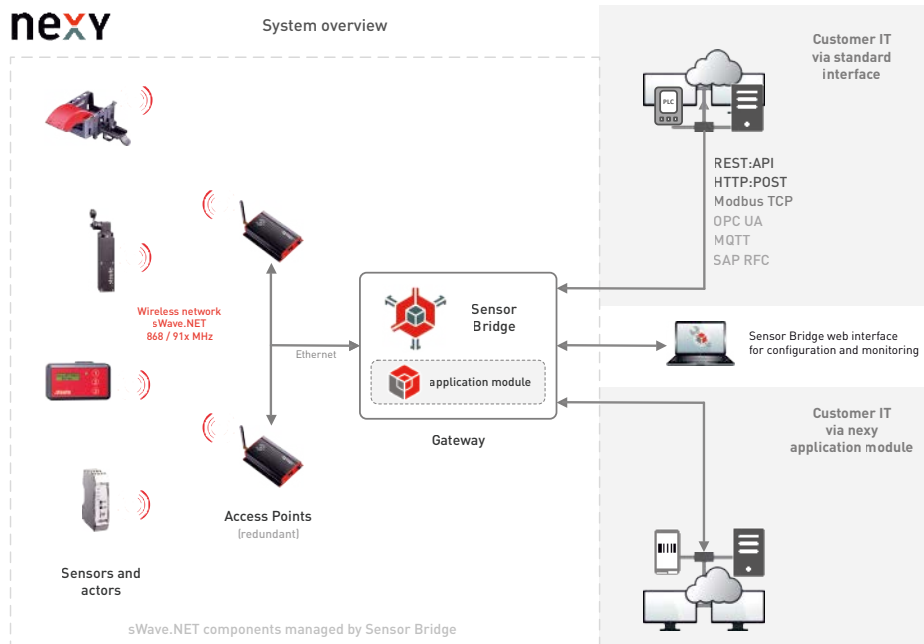 nexy
System overview
Customer IT
via standard
interface
PLC
REST:API
HTTP:POST
Modbus TCP
OPC UA
MQTT
SAP RFC
Wireless network
sWave.NET
868 / 91x MHz
Ethernet
Sensor
Bridge
application module
Gateway
Sensor Bridge web interface
for configuration and monitoring
Customer IT
via nexy
application module
Access Points
(redundant)
Sensors and
actors
sWave.NET components managed by Sensor Bridge